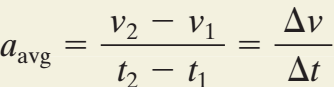 a_avg = (v_2 − v_1)/(t_2 − t_1) = Δv/Δt